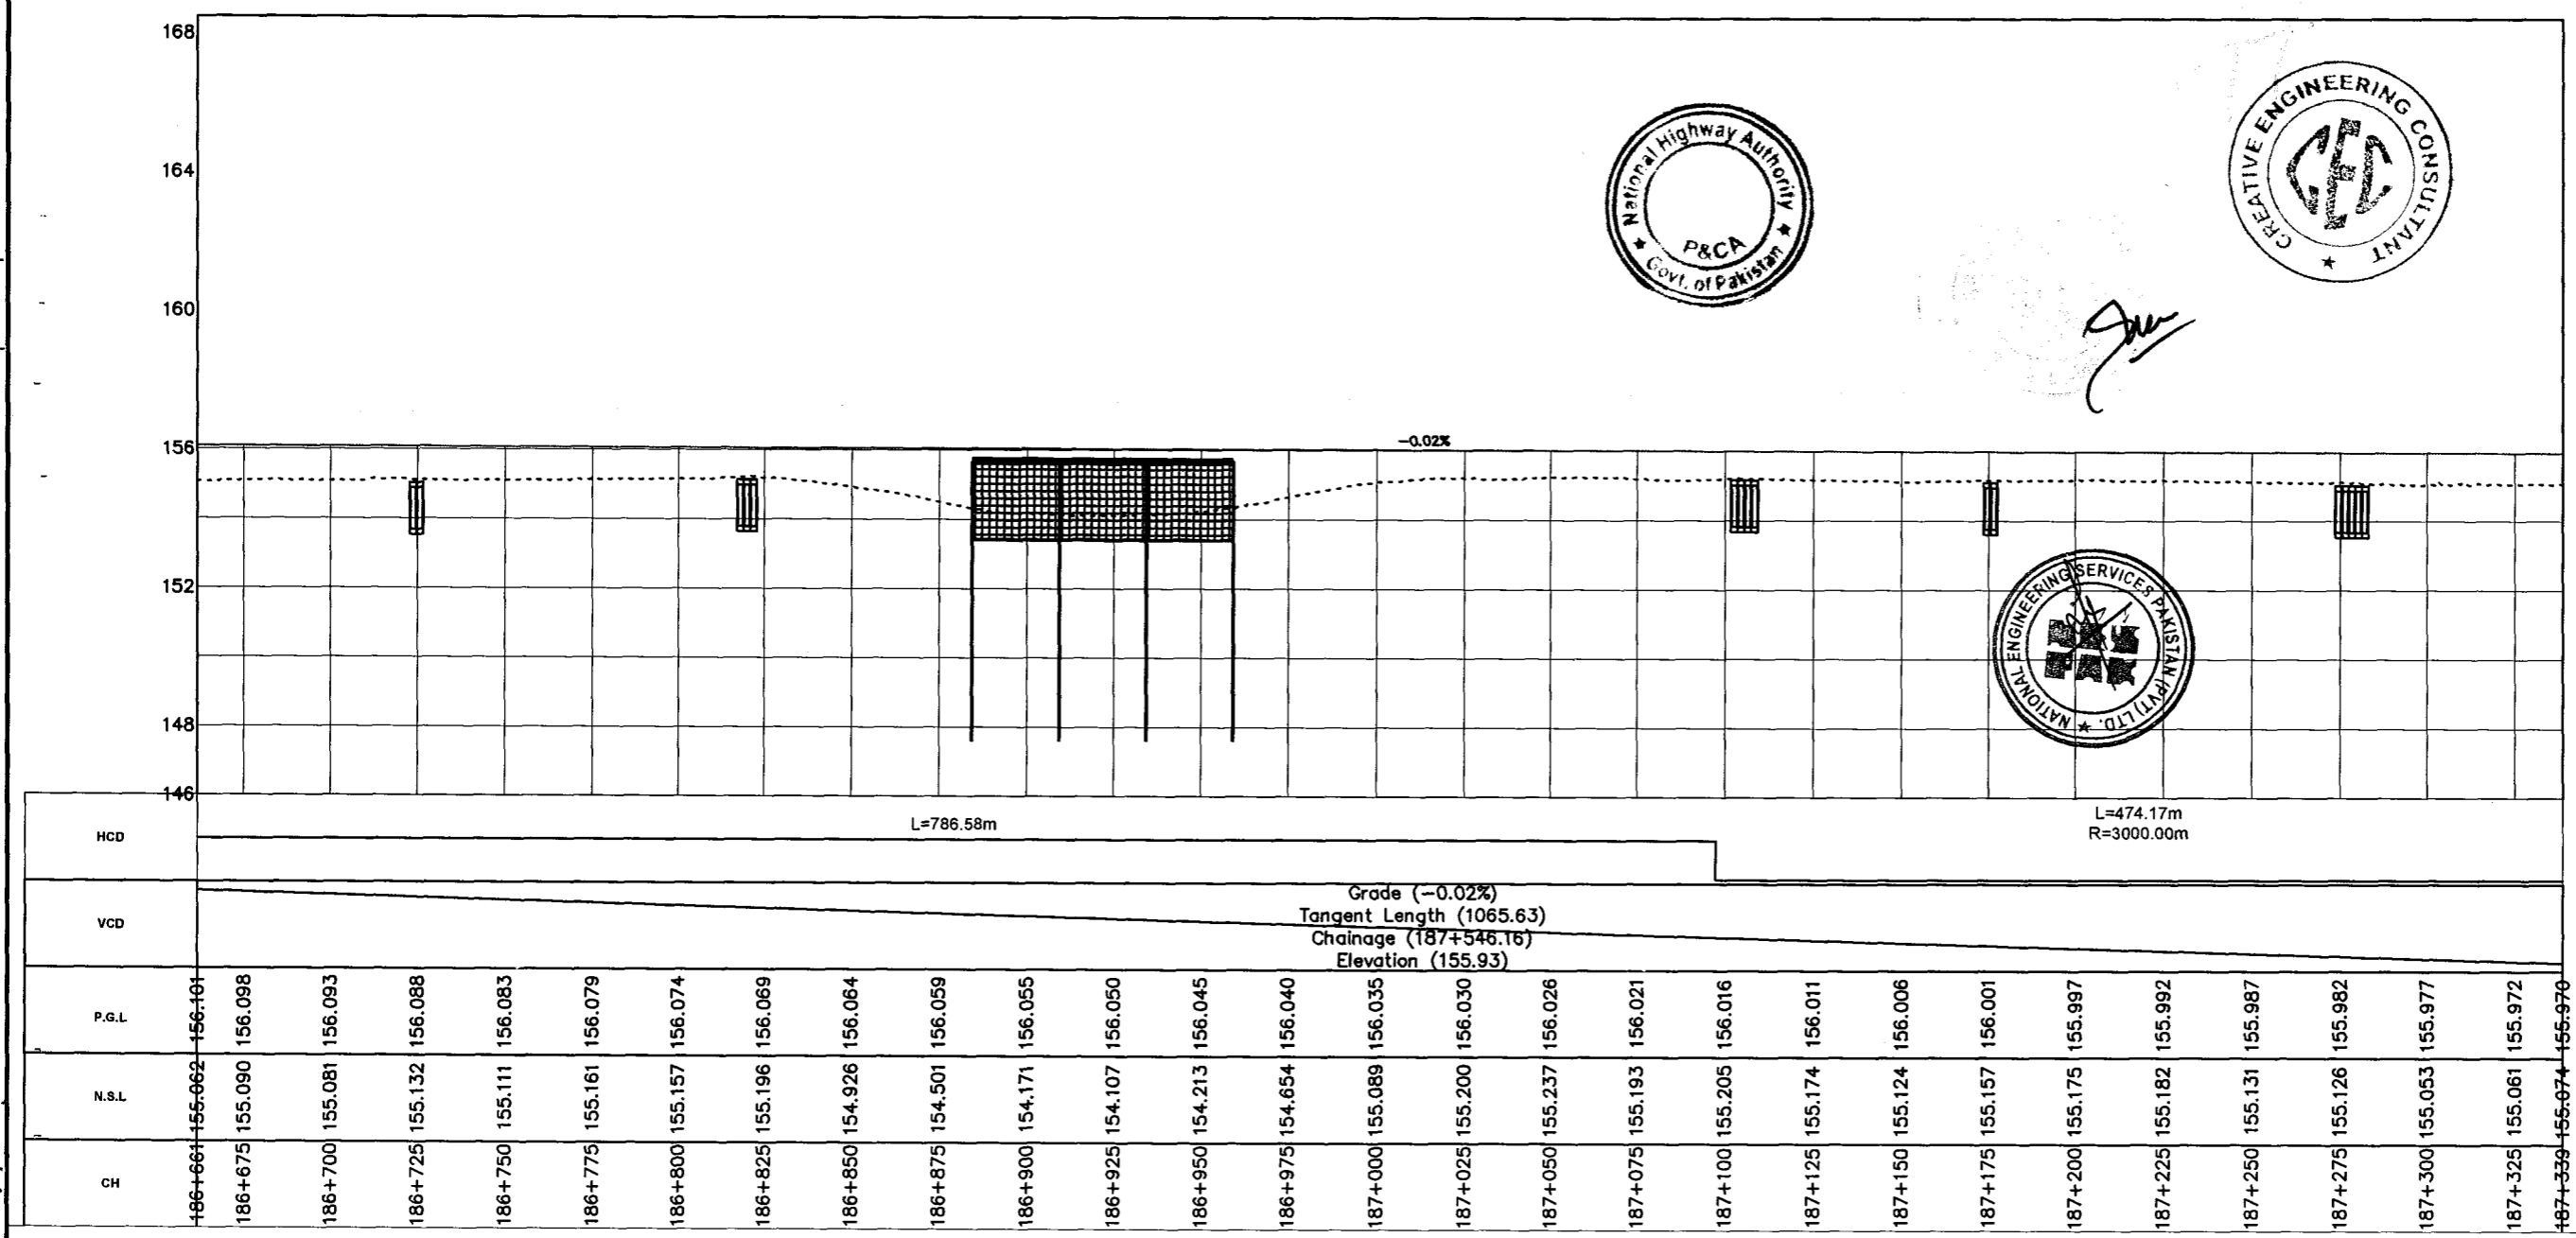 168
164
160
156
152
148
146
National Highway Authority
P&CA
Govt. of Pakistan
CREATIVE ENGINEERING CONSULTANT
CEC
-0.02%
NATIONAL ENGINEERING SERVICES PAKISTAN (PVT) LTD.
HCD
L=786.58m
L=474.17m
R=3000.00m
VCD
Grade (-0.02%)
Tangent Length (1065.63)
Chainage (187+546.16)
Elevation (155.93)
P.G.L 156.101 156.098 156.093 156.088 156.083 156.079 156.074 156.069 156.064 156.059 156.055 156.050 156.045 156.040 156.035 156.030 156.026 156.021 156.016 156.011 156.006 156.001 155.997 155.992 155.987 155.982 155.977 155.972 155.970
N.S.L 155.062 155.090 155.081 155.132 155.111 155.161 155.157 155.196 154.926 154.501 154.171 154.107 154.213 154.654 155.089 155.200 155.237 155.193 155.205 155.174 155.124 155.157 155.175 155.182 155.131 155.126 155.053 155.061 155.074
CH 186+661 186+675 186+700 186+725 186+750 186+775 186+800 186+825 186+850 186+875 186+900 186+925 186+950 186+975 187+000 187+025 187+050 187+075 187+100 187+125 187+150 187+175 187+200 187+225 187+250 187+275 187+300 187+325 187+339